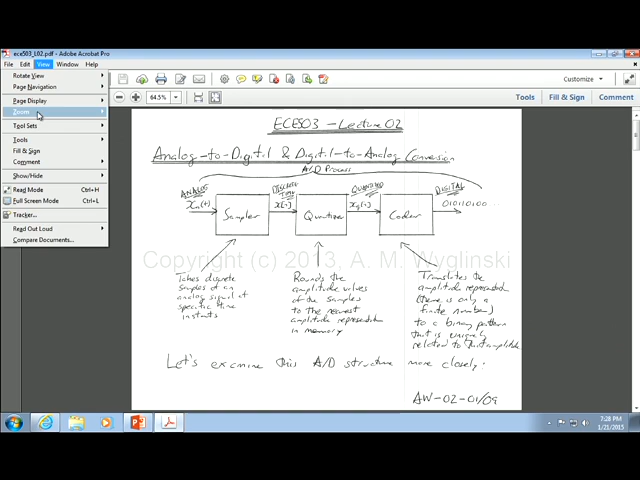 ece503_L02.pdf - Adobe Acrobat Pro
File Edit View Window Help
Rotate View
Page Navigation
Page Display
Zoom
Tool Sets
Tools
Fill & Sign
Comment
Show/Hide
Read Mode Ctrl+H
Full Screen Mode Ctrl+L
Tracker...
Read Out Loud
Compare Documents...
Customize
64.5%
Tools Fill & Sign Comment
ECE503 - Lecture 02
Analog-to-Digital & Digital-to-Analog Conversion
A/D Process
ANALOG DISCRETE TIME QUANTIZED DIGITAL
Xa(t) X[n] Xq[n] 010110100...
Sampler Quantizer Coder
Copyright (c) 2013, A. M. Wyglinski
Takes discrete
samples of an
analog signal at
specific time
instants
Rounds the
amplitude values
of the samples
to the nearest
amplitude representation
in memory
Translates the
amplitude representation
(there is only a
finite number)
to a binary pattern
that is uniquely
related to that amplitude
Let's examine this A/D structure more closely:
AW-02-01/09
7:28 PM
1/21/2015